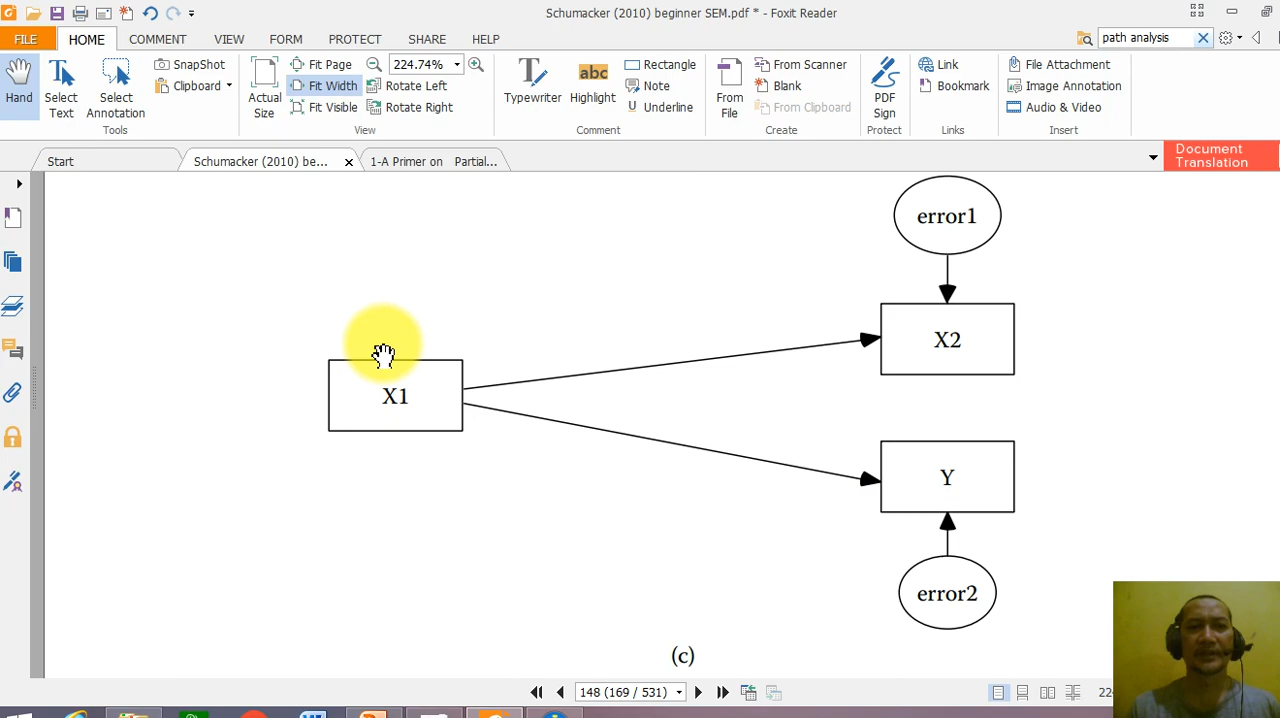 Schumacker (2010) beginner SEM.pdf * - Foxit Reader
FILE HOME COMMENT VIEW FORM PROTECT SHARE HELP path analysis
Hand
Select Text
Select Annotation
SnapShot
Clipboard
Tools
Actual Size
Fit Page
Fit Width
Fit Visible
224.74%
Rotate Left
Rotate Right
View
Typewriter
abc
Highlight
Rectangle
Note
Underline
Comment
From File
From Scanner
Blank
From Clipboard
Create
PDF Sign
Protect
Link
Bookmark
Links
File Attachment
Image Annotation
Audio & Video
Insert
Start
Schumacker (2010) be...
1-A Primer on Partial...
Document
Translation
error1
X2
X1
Y
error2
(c)
148 (169 / 531)